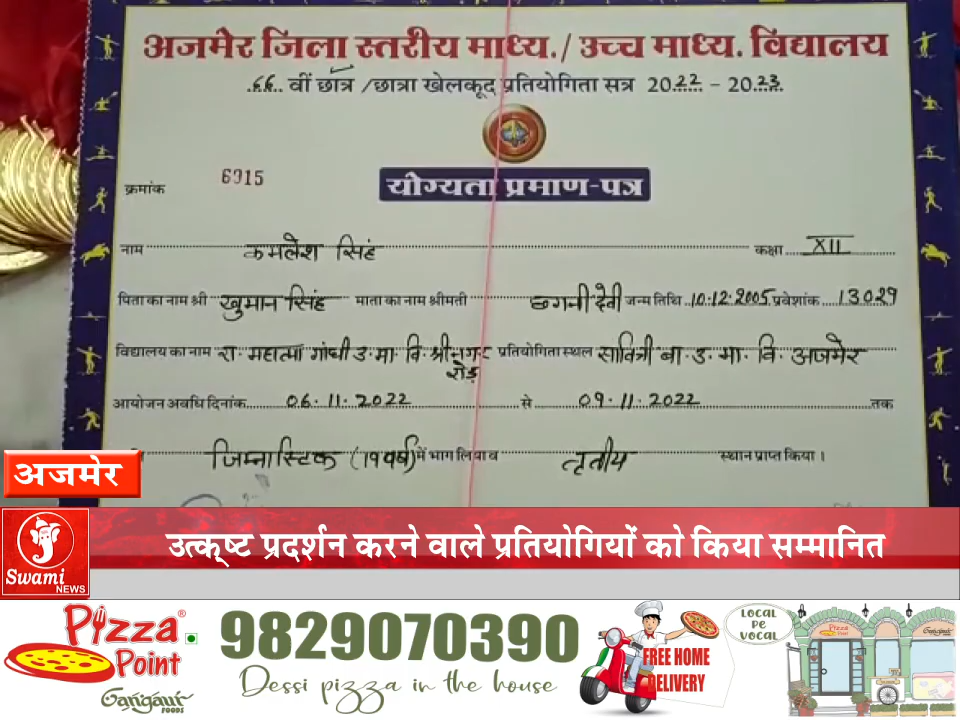 अजमेर जिला स्तरीय माध्य./ उच्च माध्य. विद्यालय
66 वीं छात्र /छात्रा खेलकूद प्रतियोगिता सत्र 2022 - 2023
क्रमांक 6915
योग्यता प्रमाण-पत्र
नाम कमलेश सिंह कक्षा XII
पिता का नाम श्री खुमान सिंह माता का नाम श्रीमती छगनी देवी जन्म तिथि 10.12.2005 प्रवेशांक 13029
विद्यालय का नाम रा. महात्मा गांधी उ. मा. वि. श्रीनगर रोड़ प्रतियोगिता स्थल सावित्री बा. उ. मा. वि. अजमेर
आयोजन अवधि दिनांक 06.11.2022 से 09.11.2022 तक
जिम्नास्टिक (19 वर्ष) में भाग लिया व तृतीय स्थान प्राप्त किया।
अजमेर
Swami NEWS
उत्कृष्ट प्रदर्शन करने वाले प्रतियोगियों को किया सम्मानित
Pizza Point
Gangaur FOODS
9829070390
Dessi pizza in the house
FREE HOME DELIVERY
LOCAL PE VOCAL
Pizza Point
Gangaur